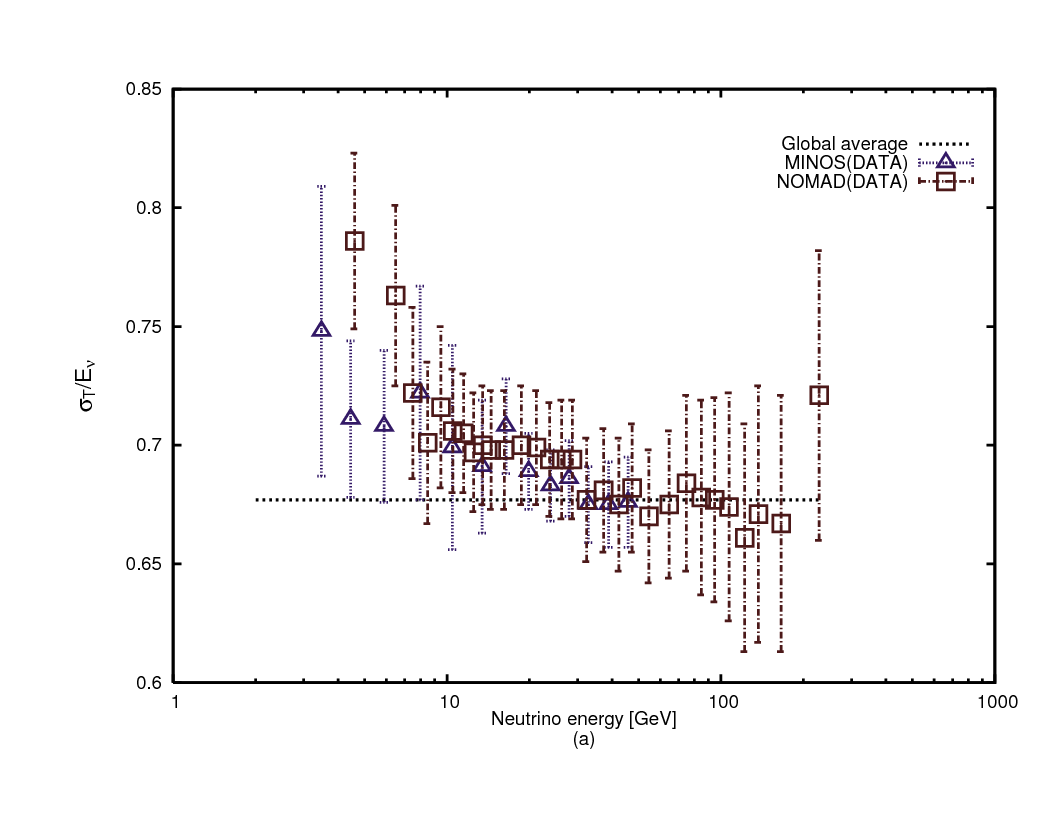 0.85
0.8
0.75
0.7
0.65
0.6
σT/Eν
Global average
MINOS(DATA)
NOMAD(DATA)
1 10 100 1000
Neutrino energy [GeV]
(a)